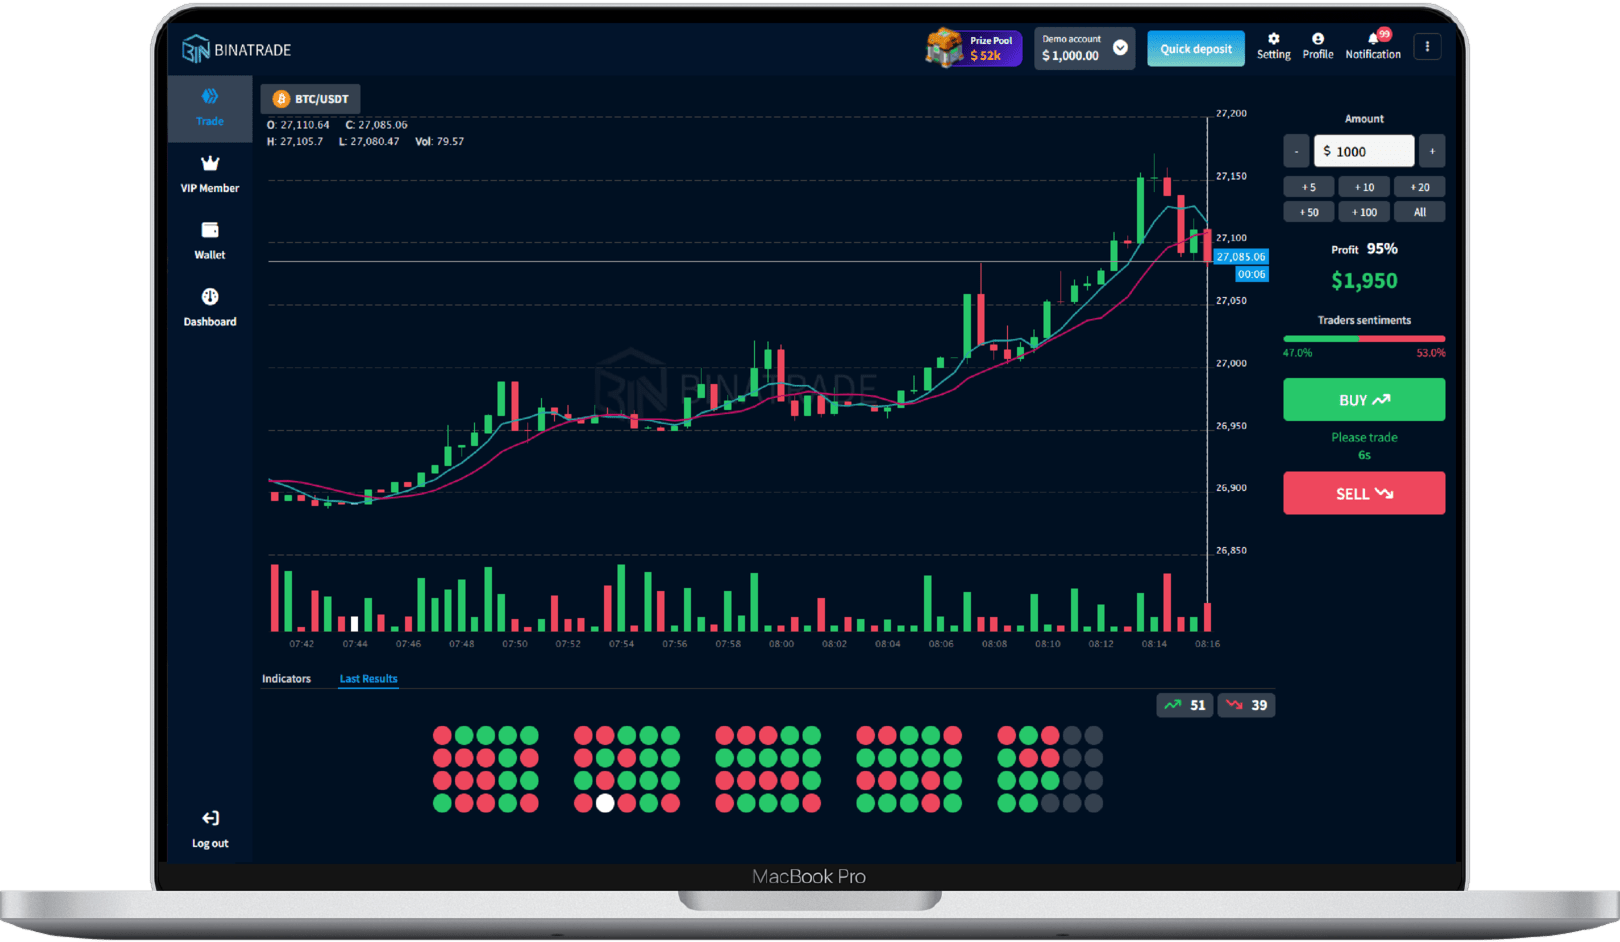 BINATRADE
Prize Pool
$ 52k
Demo account
$ 1,000.00
Quick deposit
Setting
Profile
99
Notification
Trade
VIP Member
Wallet
Dashboard
Log out
BTC/USDT
O: 27,110.64 C: 27,085.06
H: 27,105.7 L: 27,080.47 Vol: 79.57
27,200
27,150
27,100
27,085.06
00:06
27,050
27,000
26,950
26,900
26,850
BINATRADE
07:42 07:44 07:46 07:48 07:50 07:52 07:54 07:56 07:58 08:00 08:02 08:04 08:06 08:08 08:10 08:12 08:14 08:16
Amount
- $ 1000 +
+ 5 + 10 + 20
+ 50 + 100 All
Profit 95%
$1,950
Traders sentiments
47.0% 53.0%
BUY
Please trade
6s
SELL
Indicators Last Results
51 39
MacBook Pro